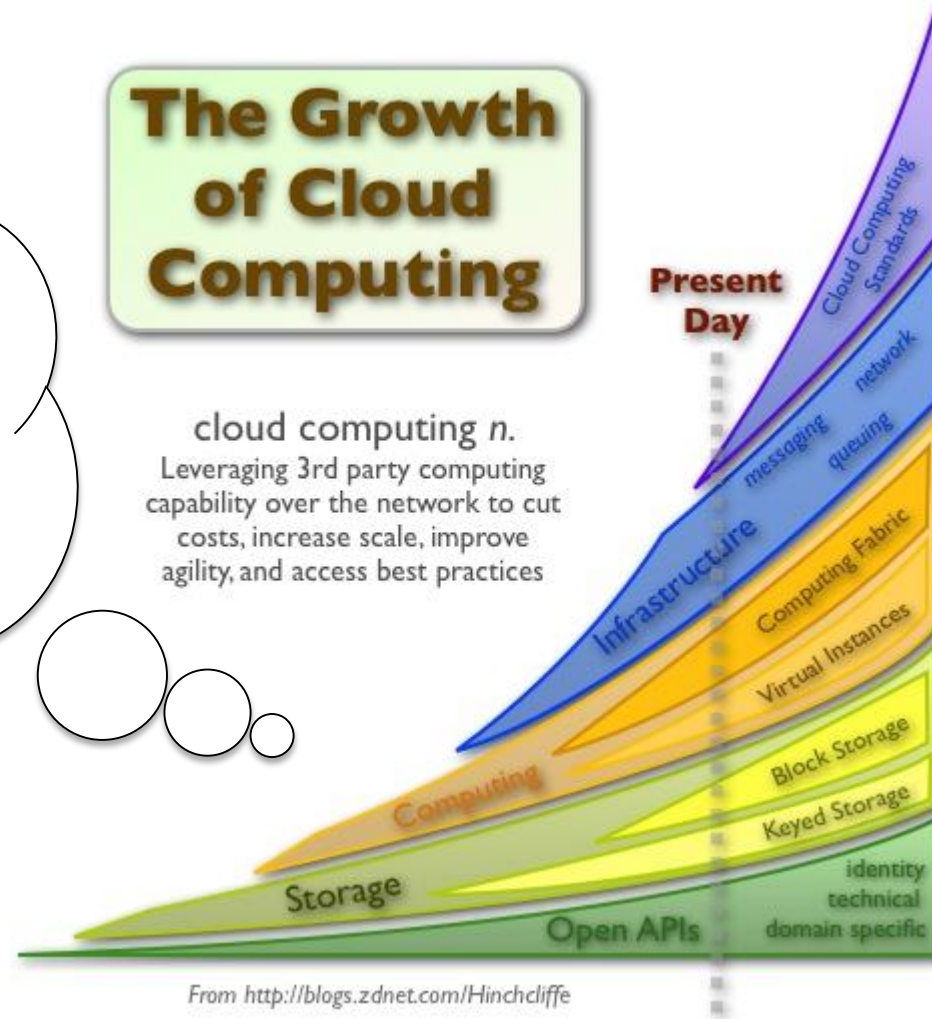 The Growth
of Cloud
Computing
Present
Day
cloud computing n.
Leveraging 3rd party computing
capability over the network to cut
costs, increase scale, improve
agility, and access best practices
Cloud Computing
Standards
network
messaging
queuing
Infrastructure
Computing Fabric
Virtual Instances
Computing
Block Storage
Keyed Storage
Storage
identity
technical
domain specific
Open APIs
From http://blogs.zdnet.com/Hinchcliffe